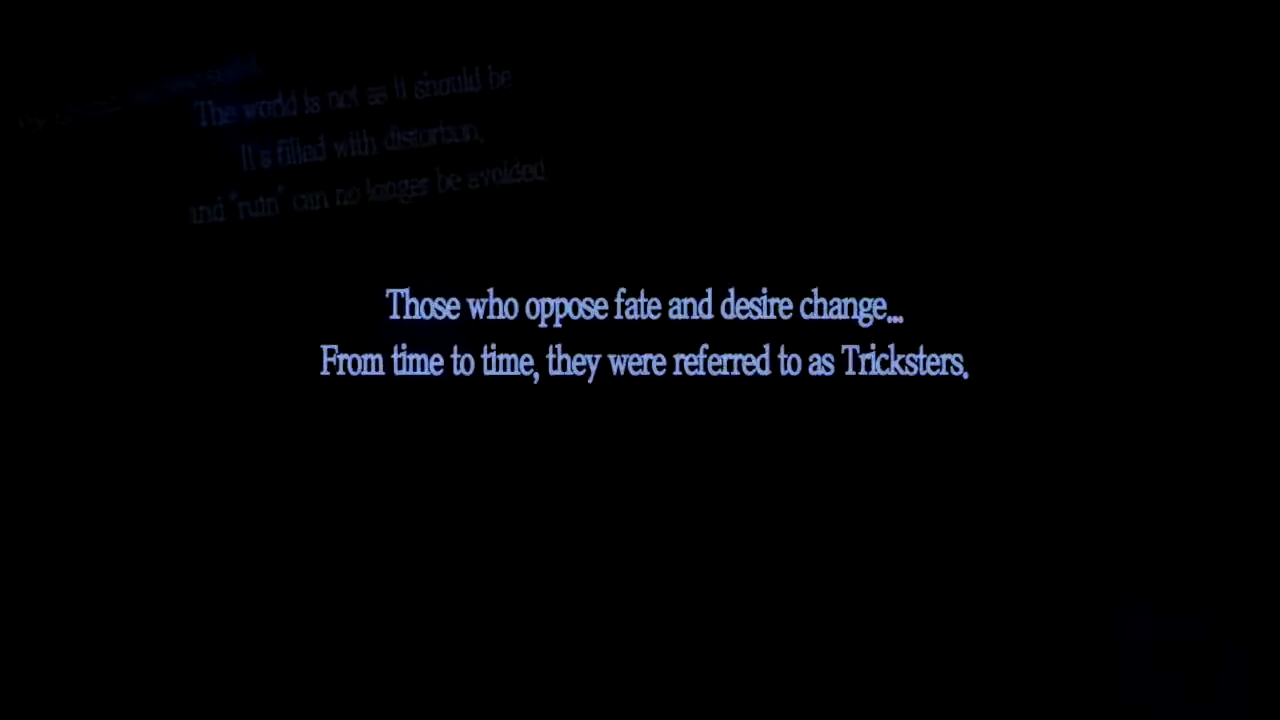 The world is not as it should be
It's filled with distortion,
and "ruin" can no longer be avoided
Those who oppose fate and desire change...
From time to time, they were referred to as Tricksters.